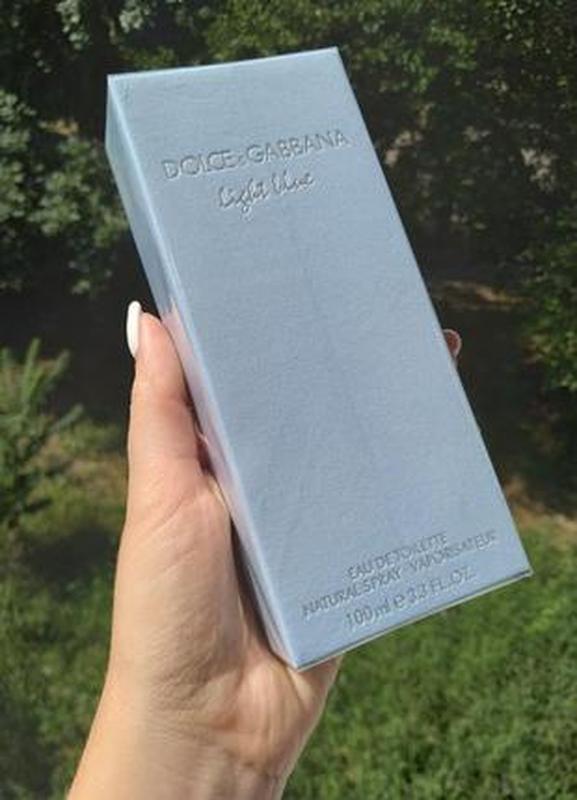 DOLCE & GABBANA
light blue
EAU DE TOILETTE
NATURAL SPRAY - VAPORISATEUR
100 ml e 3.3 FL.OZ.